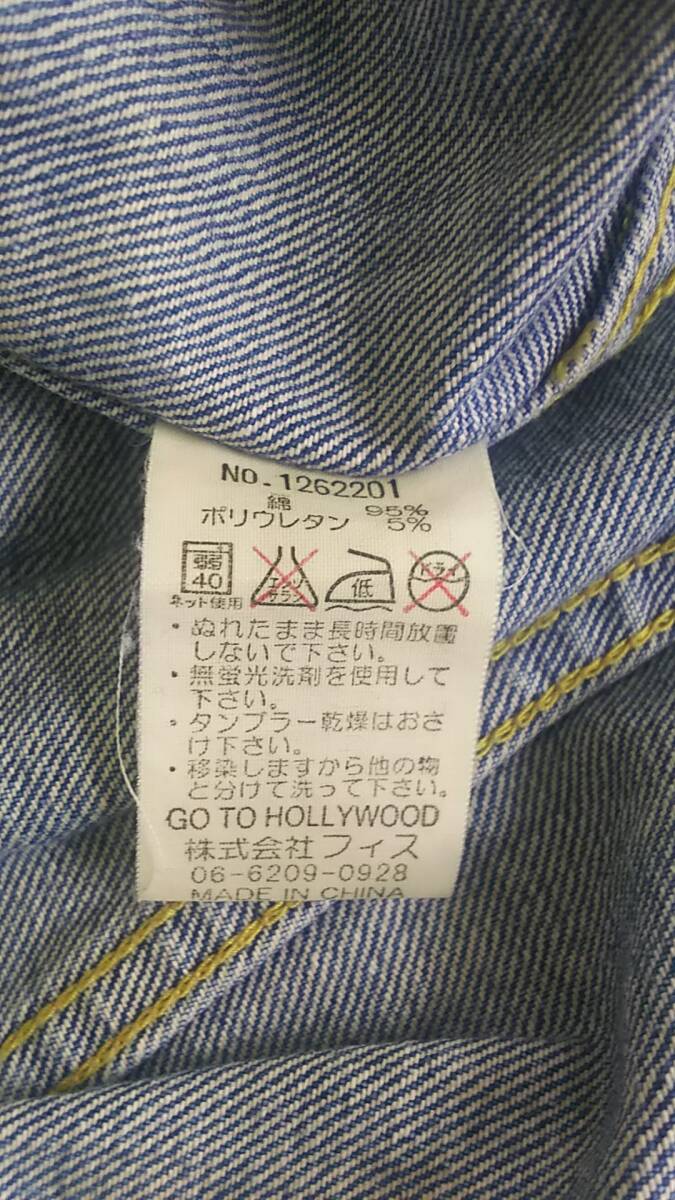 NO.1262201
綿 95%
ポリウレタン 5%
弱
40
ネット使用
エンソ
サラシ
低
ドライ
・ぬれたまま長時間放置
しないで下さい。
・無蛍光洗剤を使用して
下さい。
・タンブラー乾燥はおさ
け下さい。
・移染しますから他の物
と分けて洗って下さい。
GO TO HOLLYWOOD
株式会社フィス
06-6209-0928
MADE IN CHINA